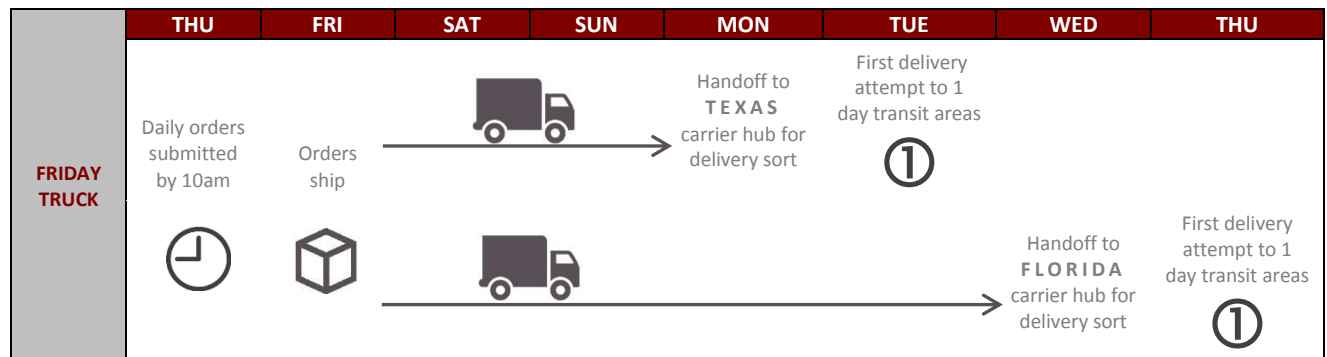 THU FRI SAT SUN MON TUE WED THU
FRIDAY
TRUCK
Daily orders
submitted
by 10am
Orders
ship
Handoff to
TEXAS
carrier hub for
delivery sort
First delivery
attempt to 1
day transit areas
1
Handoff to
FLORIDA
carrier hub for
delivery sort
First delivery
attempt to 1
day transit areas
1